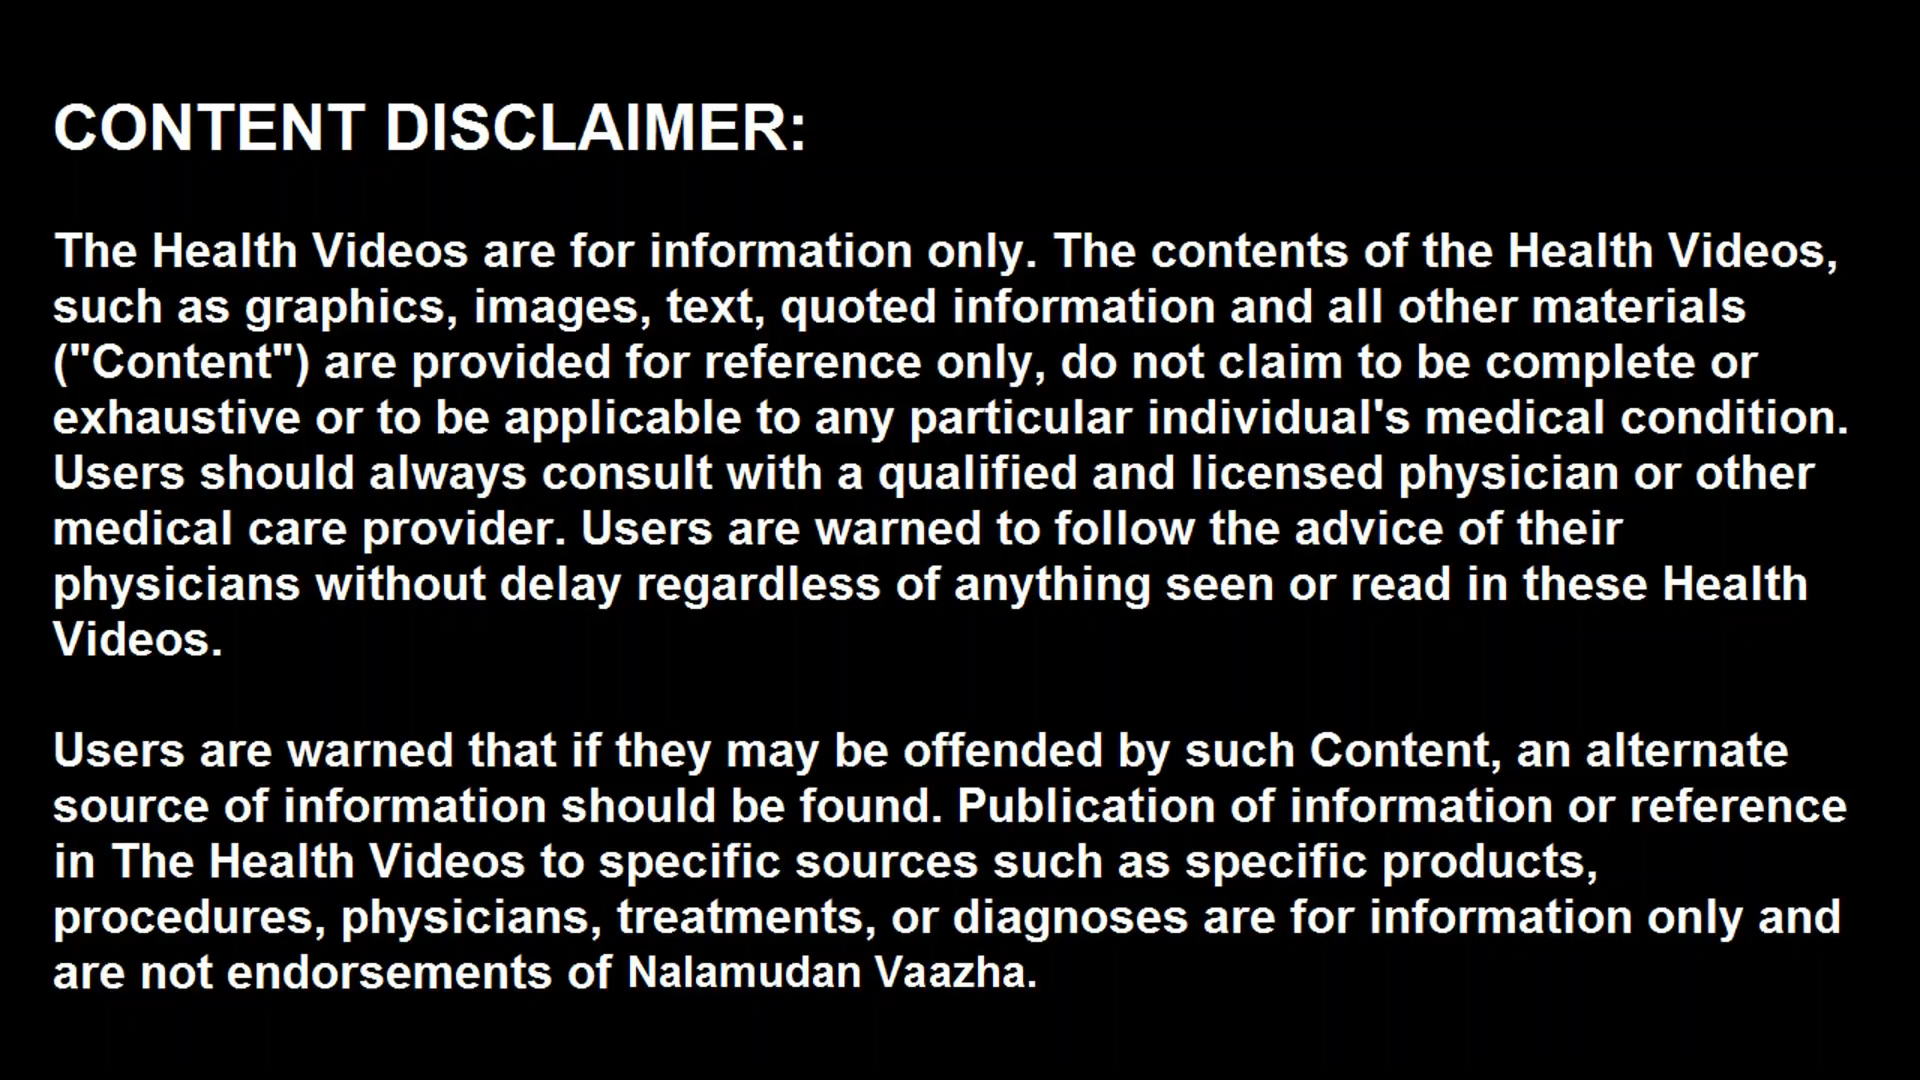 CONTENT DISCLAIMER:
The Health Videos are for information only. The contents of the Health Videos,
such as graphics, images, text, quoted information and all other materials
("Content") are provided for reference only, do not claim to be complete or
exhaustive or to be applicable to any particular individual's medical condition.
Users should always consult with a qualified and licensed physician or other
medical care provider. Users are warned to follow the advice of their
physicians without delay regardless of anything seen or read in these Health
Videos.
Users are warned that if they may be offended by such Content, an alternate
source of information should be found. Publication of information or reference
in The Health Videos to specific sources such as specific products,
procedures, physicians, treatments, or diagnoses are for information only and
are not endorsements of Nalamudan Vaazha.